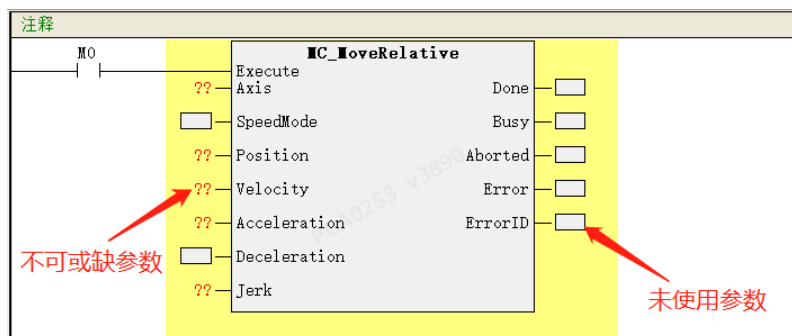 注释
M0
MC_MoveRelative
Execute
?? Axis Done
SpeedMode Busy
?? Position Aborted
?? Velocity Error
?? Acceleration ErrorID
Deceleration
?? Jerk
不可或缺参数
未使用参数